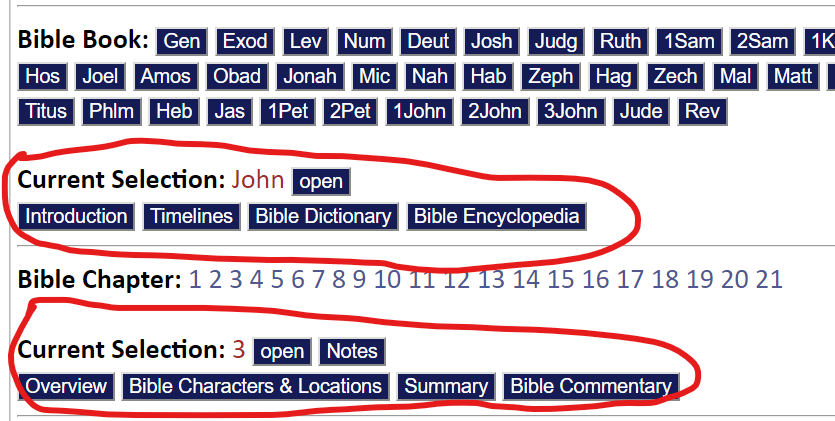 Bible Book: Gen Exod Lev Num Deut Josh Judg Ruth 1Sam 2Sam 1K
Hos Joel Amos Obad Jonah Mic Nah Hab Zeph Hag Zech Mal Matt
Titus Phlm Heb Jas 1Pet 2Pet 1John 2John 3John Jude Rev
Current Selection: John open
Introduction Timelines Bible Dictionary Bible Encyclopedia
Bible Chapter: 1 2 3 4 5 6 7 8 9 10 11 12 13 14 15 16 17 18 19 20 21
Current Selection: 3 open Notes
Overview Bible Characters & Locations Summary Bible Commentary